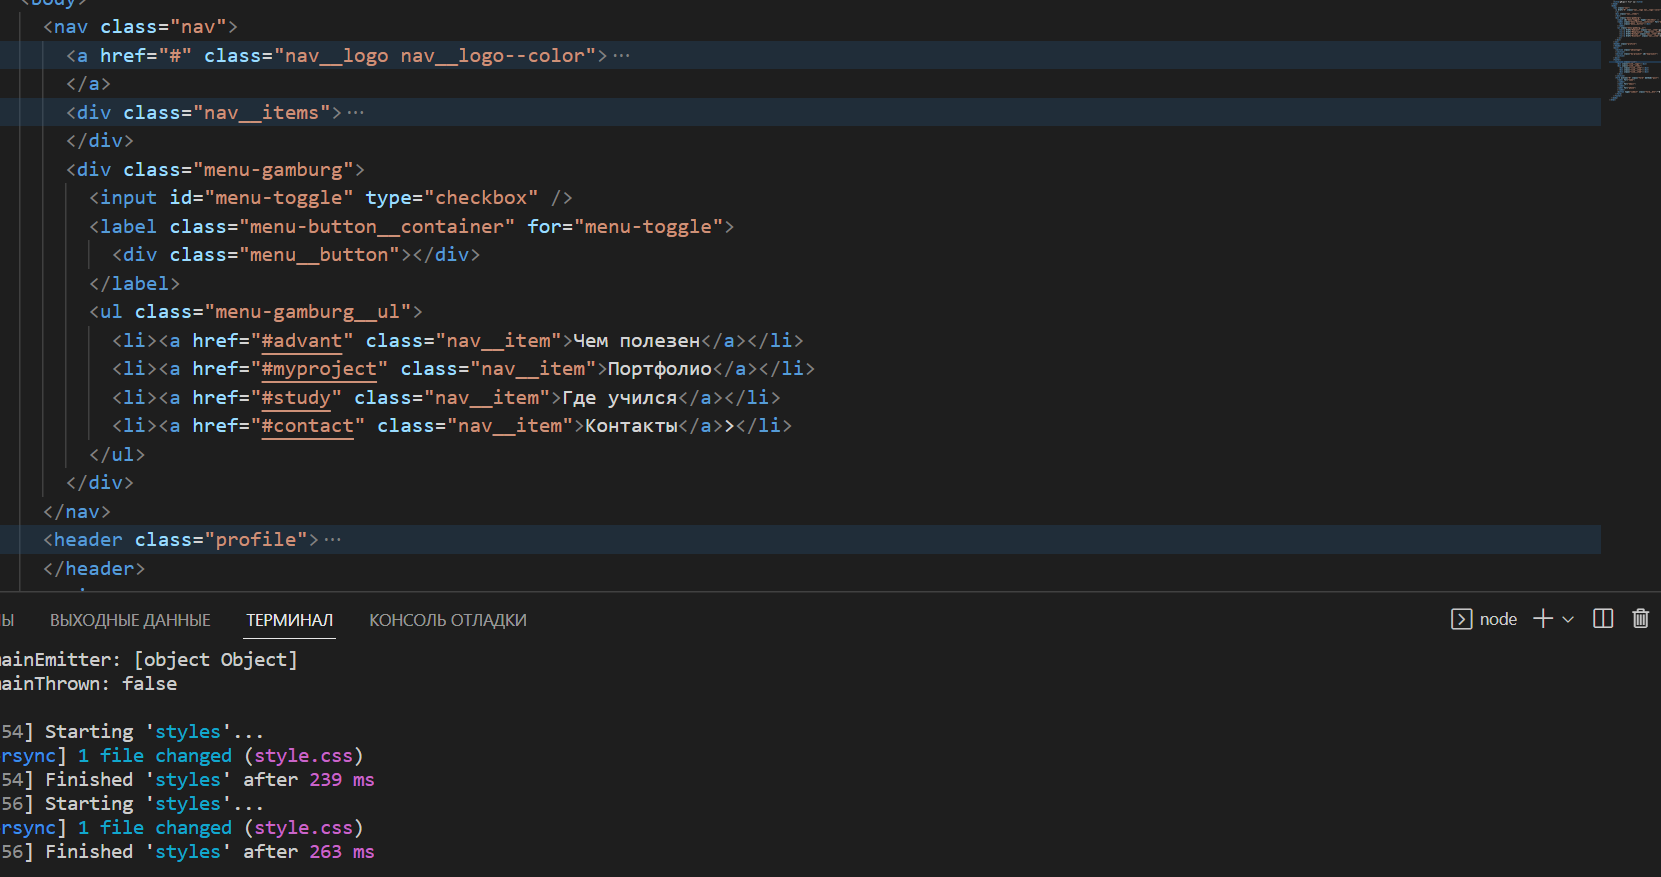 <body>
<nav class="nav">
<a href="#" class="nav__logo nav__logo--color">···
</a>
<div class="nav__items">···
</div>
<div class="menu-gamburg">
<input id="menu-toggle" type="checkbox" />
<label class="menu-button__container" for="menu-toggle">
<div class="menu__button"></div>
</label>
<ul class="menu-gamburg__ul">
<li><a href="#advant" class="nav__item">Чем полезен</a></li>
<li><a href="#myproject" class="nav__item">Портфолио</a></li>
<li><a href="#study" class="nav__item">Где учился</a></li>
<li><a href="#contact" class="nav__item">Контакты</a>></li>
</ul>
</div>
</nav>
<header class="profile">···
</header>
Ы ВЫХОДНЫЕ ДАННЫЕ ТЕРМИНАЛ КОНСОЛЬ ОТЛАДКИ node
ainEmitter: [object Object]
ainThrown: false
54] Starting 'styles'...
rsync] 1 file changed (style.css)
54] Finished 'styles' after 239 ms
56] Starting 'styles'...
rsync] 1 file changed (style.css)
56] Finished 'styles' after 263 ms